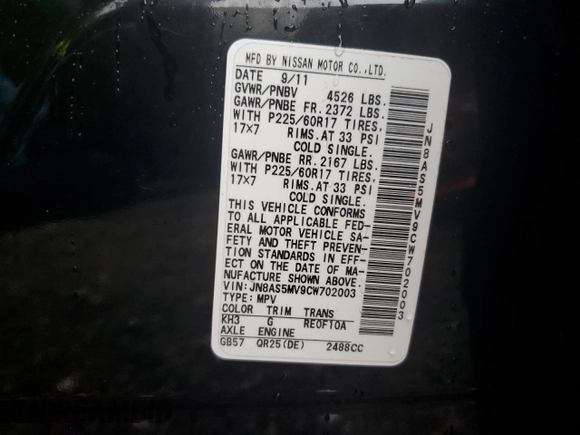 MFD BY NISSAN MOTOR CO.,LTD.
DATE 9/11
GVWR/PNBV 4526 LBS.
GAWR/PNBE FR. 2372 LBS.
WITH P225/60R17 TIRES,
17X7 RIMS.AT 33 PSI
COLD SINGLE.
GAWR/PNBE RR. 2167 LBS.
WITH P225/60R17 TIRES,
17X7 RIMS.AT 33 PSI
COLD SINGLE.
THIS VEHICLE CONFORMS
TO ALL APPLICABLE FED-
ERAL MOTOR VEHICLE SA-
FETY AND THEFT PREVEN-
TION STANDARDS IN EFF-
ECT ON THE DATE OF MA-
NUFACTURE SHOWN ABOVE.
VIN: JN8AS5MV9CW702003
TYPE: MPV
COLOR TRIM TRANS
KH3 G RE0F10A
AXLE ENGINE
GB57 QR25(DE) 2488CC
JN8AS5MV9CW702003